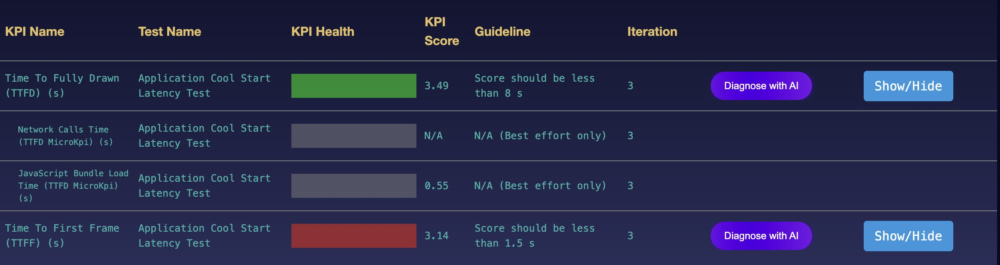 KPI Name
Test Name
KPI Health
KPI
Score
Guideline
Iteration
Time To Fully Drawn
(TTFD) (s)
Application Cool Start
Latency Test
3.49
Score should be less
than 8 s
3
Diagnose with AI
Show/Hide
Network Calls Time
(TTFD MicroKpi) (s)
Application Cool Start
Latency Test
N/A
N/A (Best effort only)
3
JavaScript Bundle Load
Time (TTFD MicroKpi)
(s)
Application Cool Start
Latency Test
0.55
N/A (Best effort only)
3
Time To First Frame
(TTFF) (s)
Application Cool Start
Latency Test
3.14
Score should be less
than 1.5 s
3
Diagnose with AI
Show/Hide